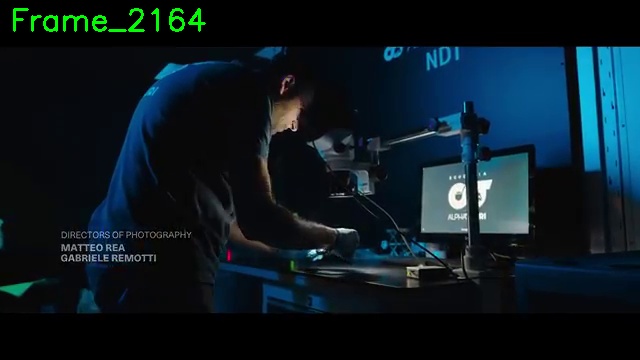 Frame_2164
NDT
DIRECTORS OF PHOTOGRAPHY
MATTEO REA
GABRIELE REMOTTI